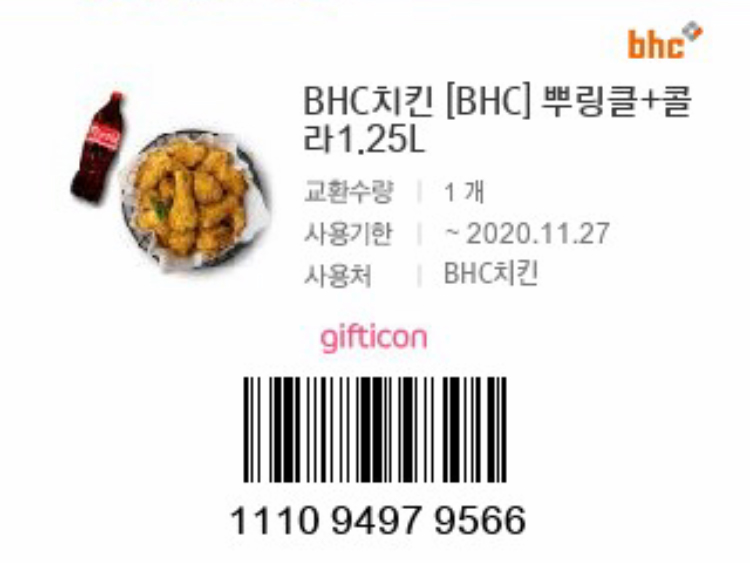 bhc
BHC치킨 [BHC] 뿌링클+콜
라1.25L
교환수량 | 1 개
사용기한 | ~ 2020.11.27
사용처 | BHC치킨
gifticon
1110 9497 9566